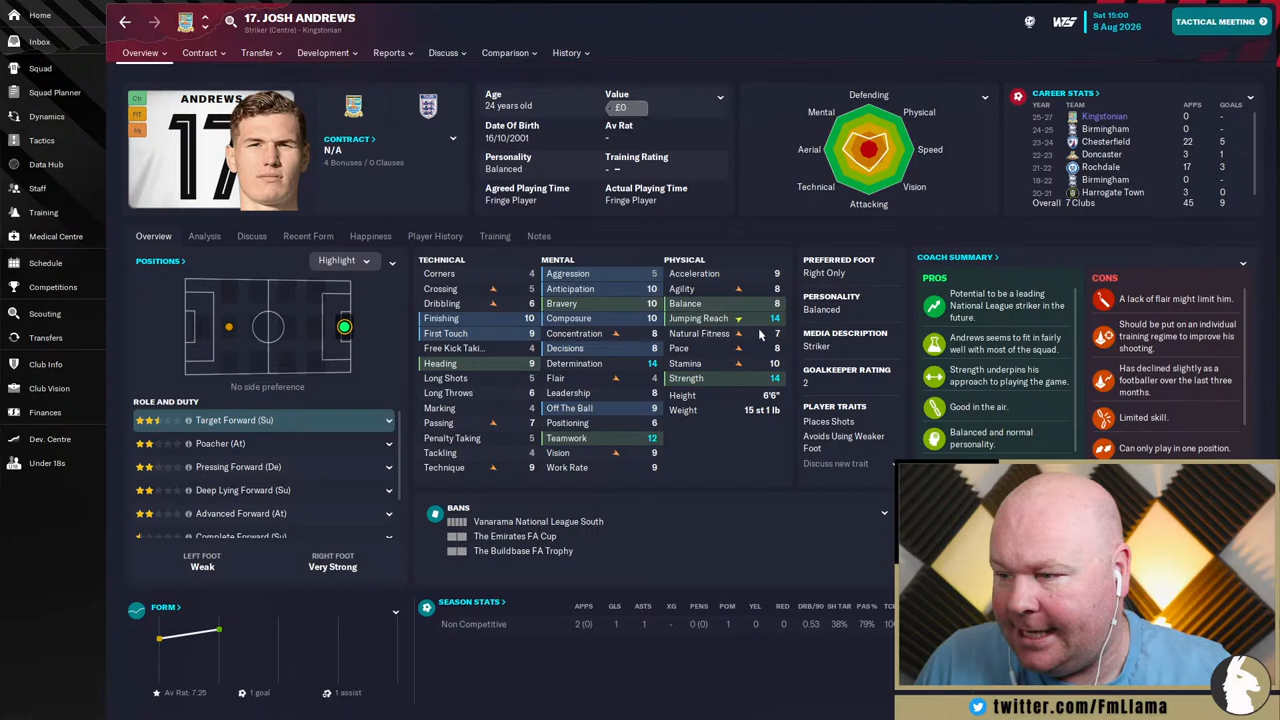 Home
Inbox
Squad
Squad Planner
Dynamics
Tactics
Data Hub
Staff
Training
Medical Centre
Schedule
Competitions
Scouting
Transfers
Club Info
Club Vision
Finances
Dev. Centre
Under 18s
17. JOSH ANDREWS
Striker (Centre) - Kingstonian
Sat 15:00
8 Aug 2026
TACTICAL MEETING
Overview
Contract
Transfer
Development
Reports
Discuss
Comparison
History
Ctr
FIT
Inj
ANDREWS
17
CONTRACT
N/A
4 Bonuses / 0 Clauses
Age
24 years old
Date Of Birth
16/10/2001
Personality
Balanced
Agreed Playing Time
Fringe Player
Value
£0
Av Rat
-
Training Rating
- –
Actual Playing Time
Fringe Player
Defending
Mental
Physical
Aerial
Speed
Technical
Vision
Attacking
CAREER STATS
YEAR TEAM APPS GOALS
25-27 Kingstonian 0 -
24-25 Birmingham 0 -
23-24 Chesterfield 22 5
22-23 Doncaster 3 1
21-22 Rochdale 17 3
18-22 Birmingham 0 -
20-21 Harrogate Town 3 0
Overall 7 Clubs 45 9
Overview
Analysis
Discuss
Recent Form
Happiness
Player History
Training
Notes
POSITIONS
Highlight
No side preference
ROLE AND DUTY
Target Forward (Su)
Poacher (At)
Pressing Forward (De)
Deep Lying Forward (Su)
Advanced Forward (At)
Complete Forward (Su)
LEFT FOOT
Weak
RIGHT FOOT
Very Strong
TECHNICAL
Corners 4
Crossing 5
Dribbling 6
Finishing 10
First Touch 9
Free Kick Taki... 4
Heading 9
Long Shots 5
Long Throws 6
Marking 4
Passing 7
Penalty Taking 5
Tackling 4
Technique 9
MENTAL
Aggression 5
Anticipation 10
Bravery 10
Composure 10
Concentration 8
Decisions 8
Determination 14
Flair 4
Leadership 8
Off The Ball 9
Positioning 6
Teamwork 12
Vision 9
Work Rate 9
PHYSICAL
Acceleration 9
Agility 8
Balance 8
Jumping Reach 14
Natural Fitness 7
Pace 8
Stamina 10
Strength 14
Height 6'6"
Weight 15 st 1 lb
PREFERRED FOOT
Right Only
PERSONALITY
Balanced
MEDIA DESCRIPTION
Striker
GOALKEEPER RATING
2
PLAYER TRAITS
Places Shots
Avoids Using Weaker
Foot
Discuss new trait
COACH SUMMARY
PROS
Potential to be a leading
National League striker in the
future.
Andrews seems to fit in fairly
well with most of the squad.
Strength underpins his
approach to playing the game.
Good in the air.
Balanced and normal
personality.
CONS
A lack of flair might limit him.
Should be put on an individual
training regime to improve his
shooting.
Has declined slightly as a
footballer over the last three
months.
Limited skill.
Can only play in one position.
BANS
Vanarama National League South
The Emirates FA Cup
The Buildbase FA Trophy
FORM
Av Rat: 7.25
1 goal
1 assist
SEASON STATS
APPS GLS ASTS XG PENS POM YEL RED DRB/90 SH TAR PAS %
Non Competitive 2 (0) 1 1 - 0 (0) 1 0 0 0.53 38% 79%
twitter.com/FmLlama